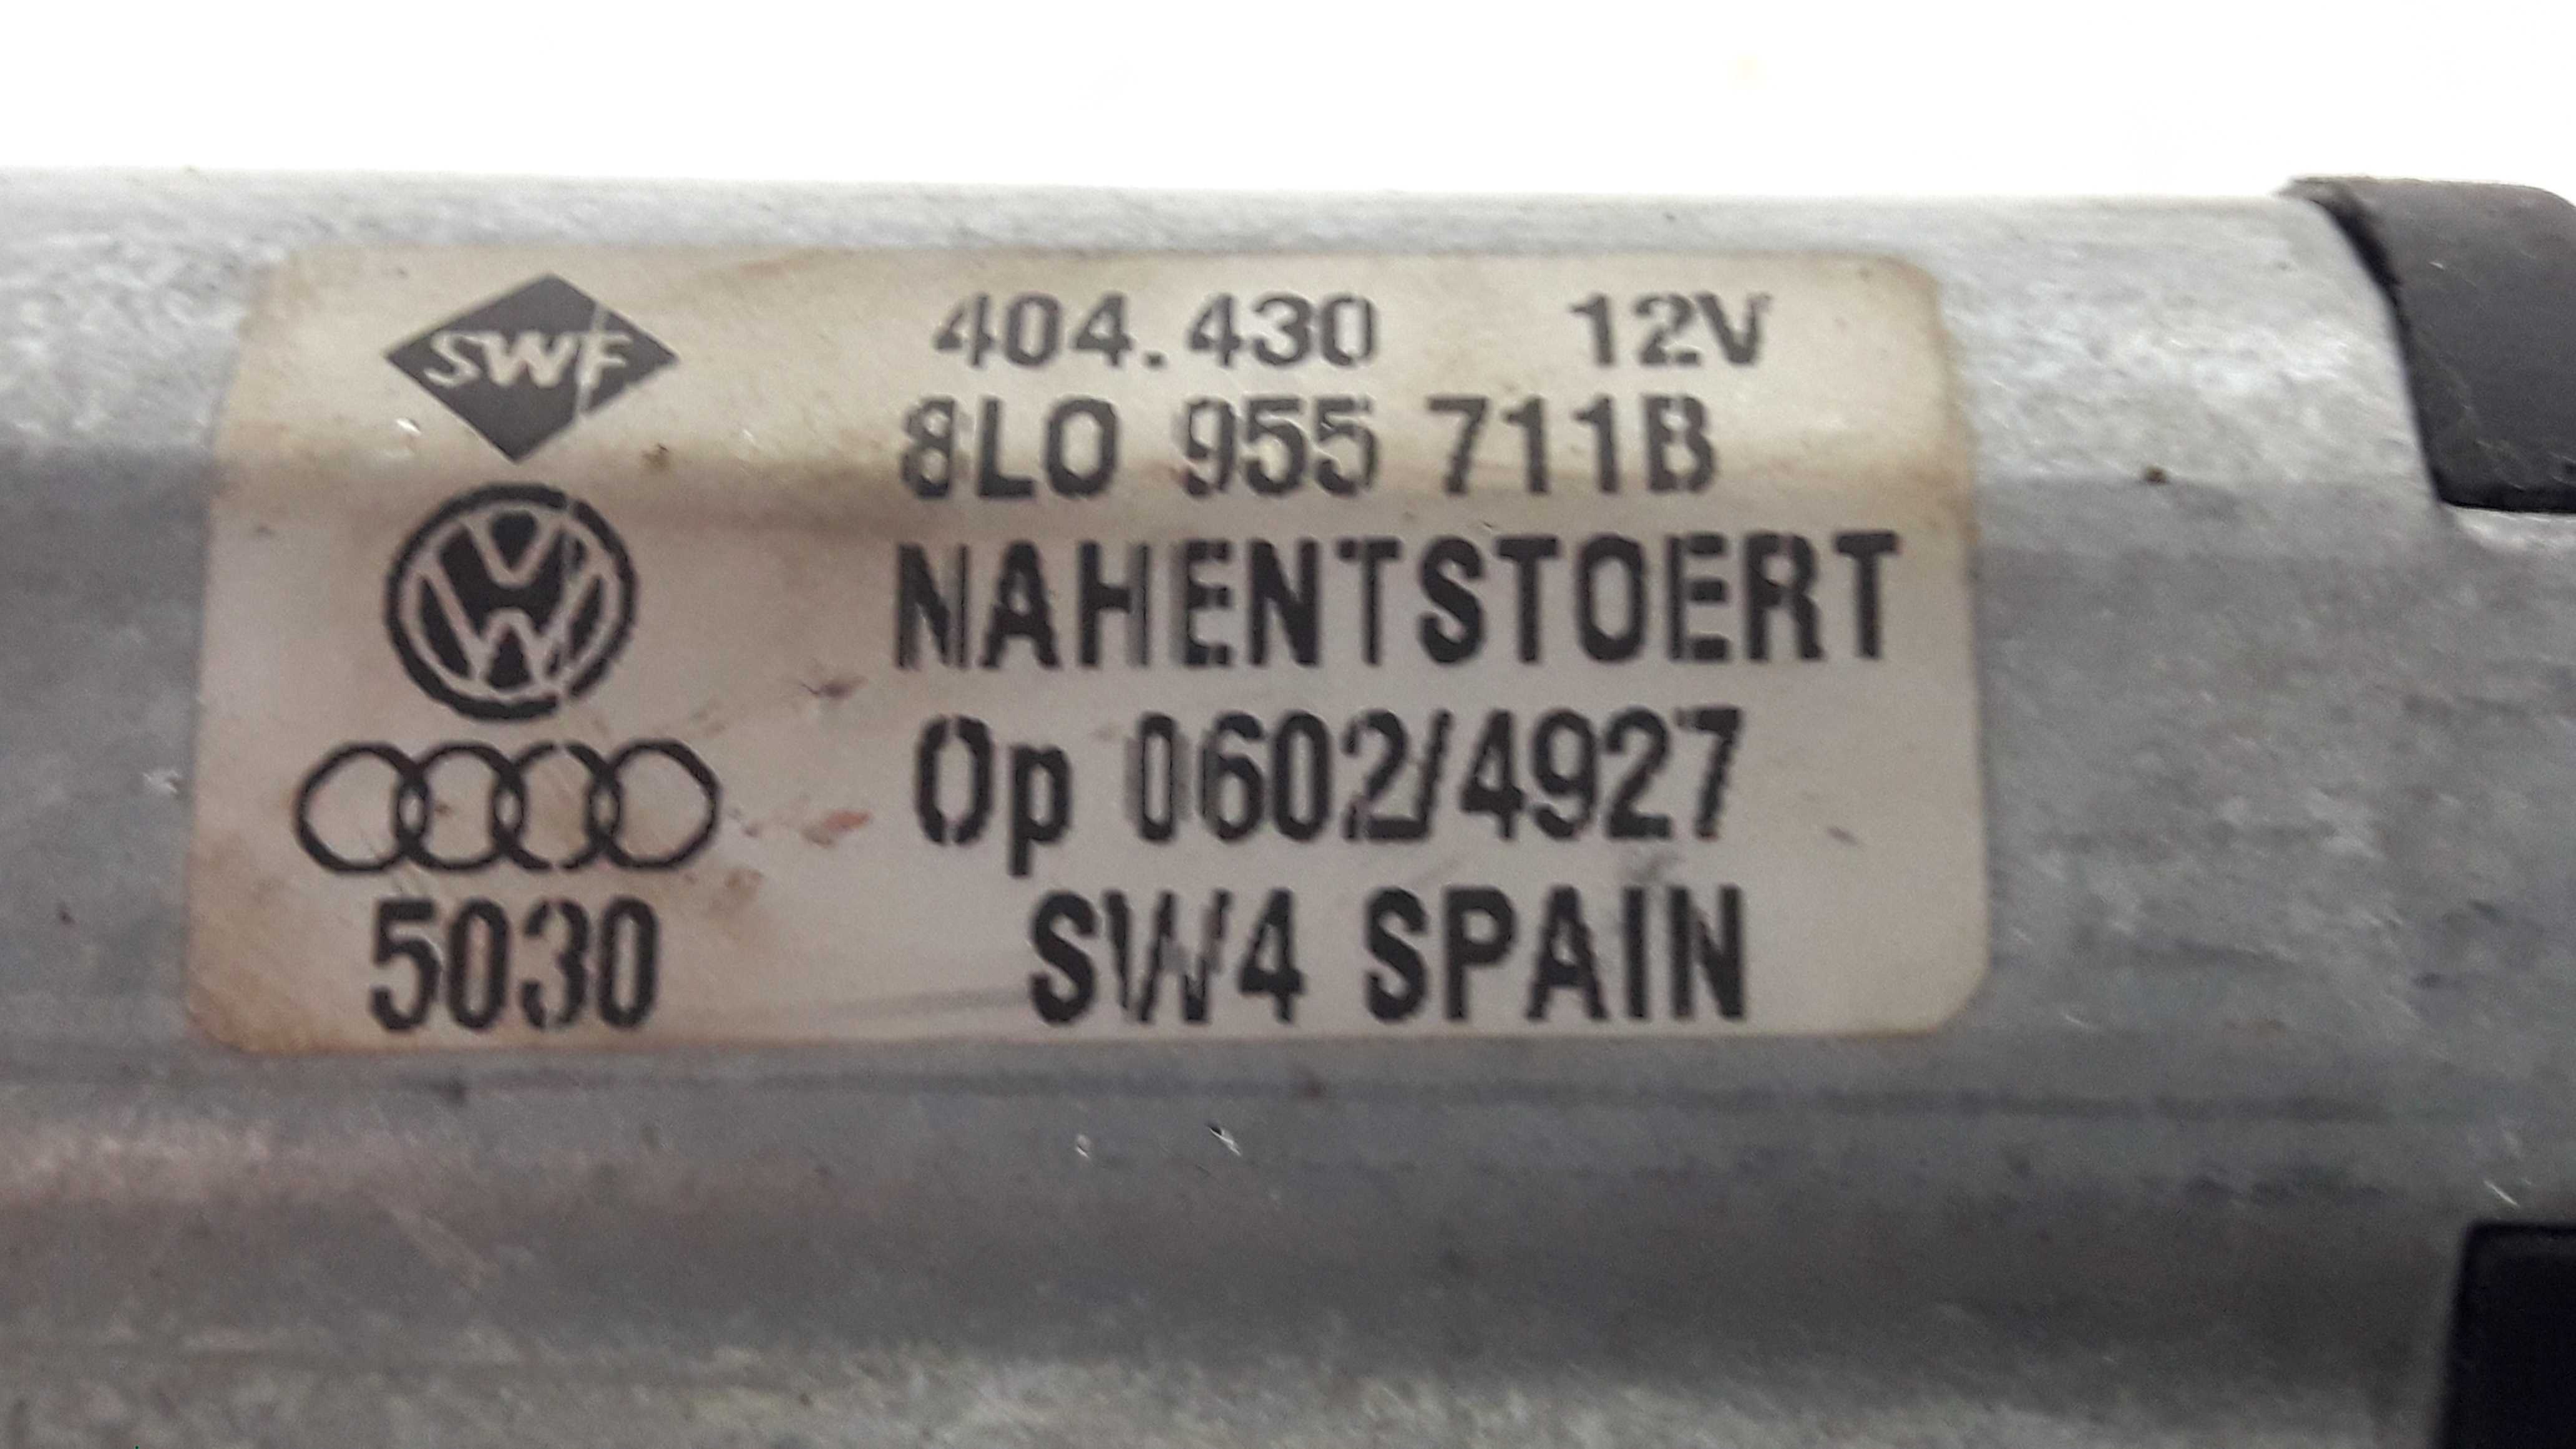 SWF
404.430 12V
8L0 955 711B
NAHENTSTOERT
Op 0602/4927
5030
SW4 SPAIN